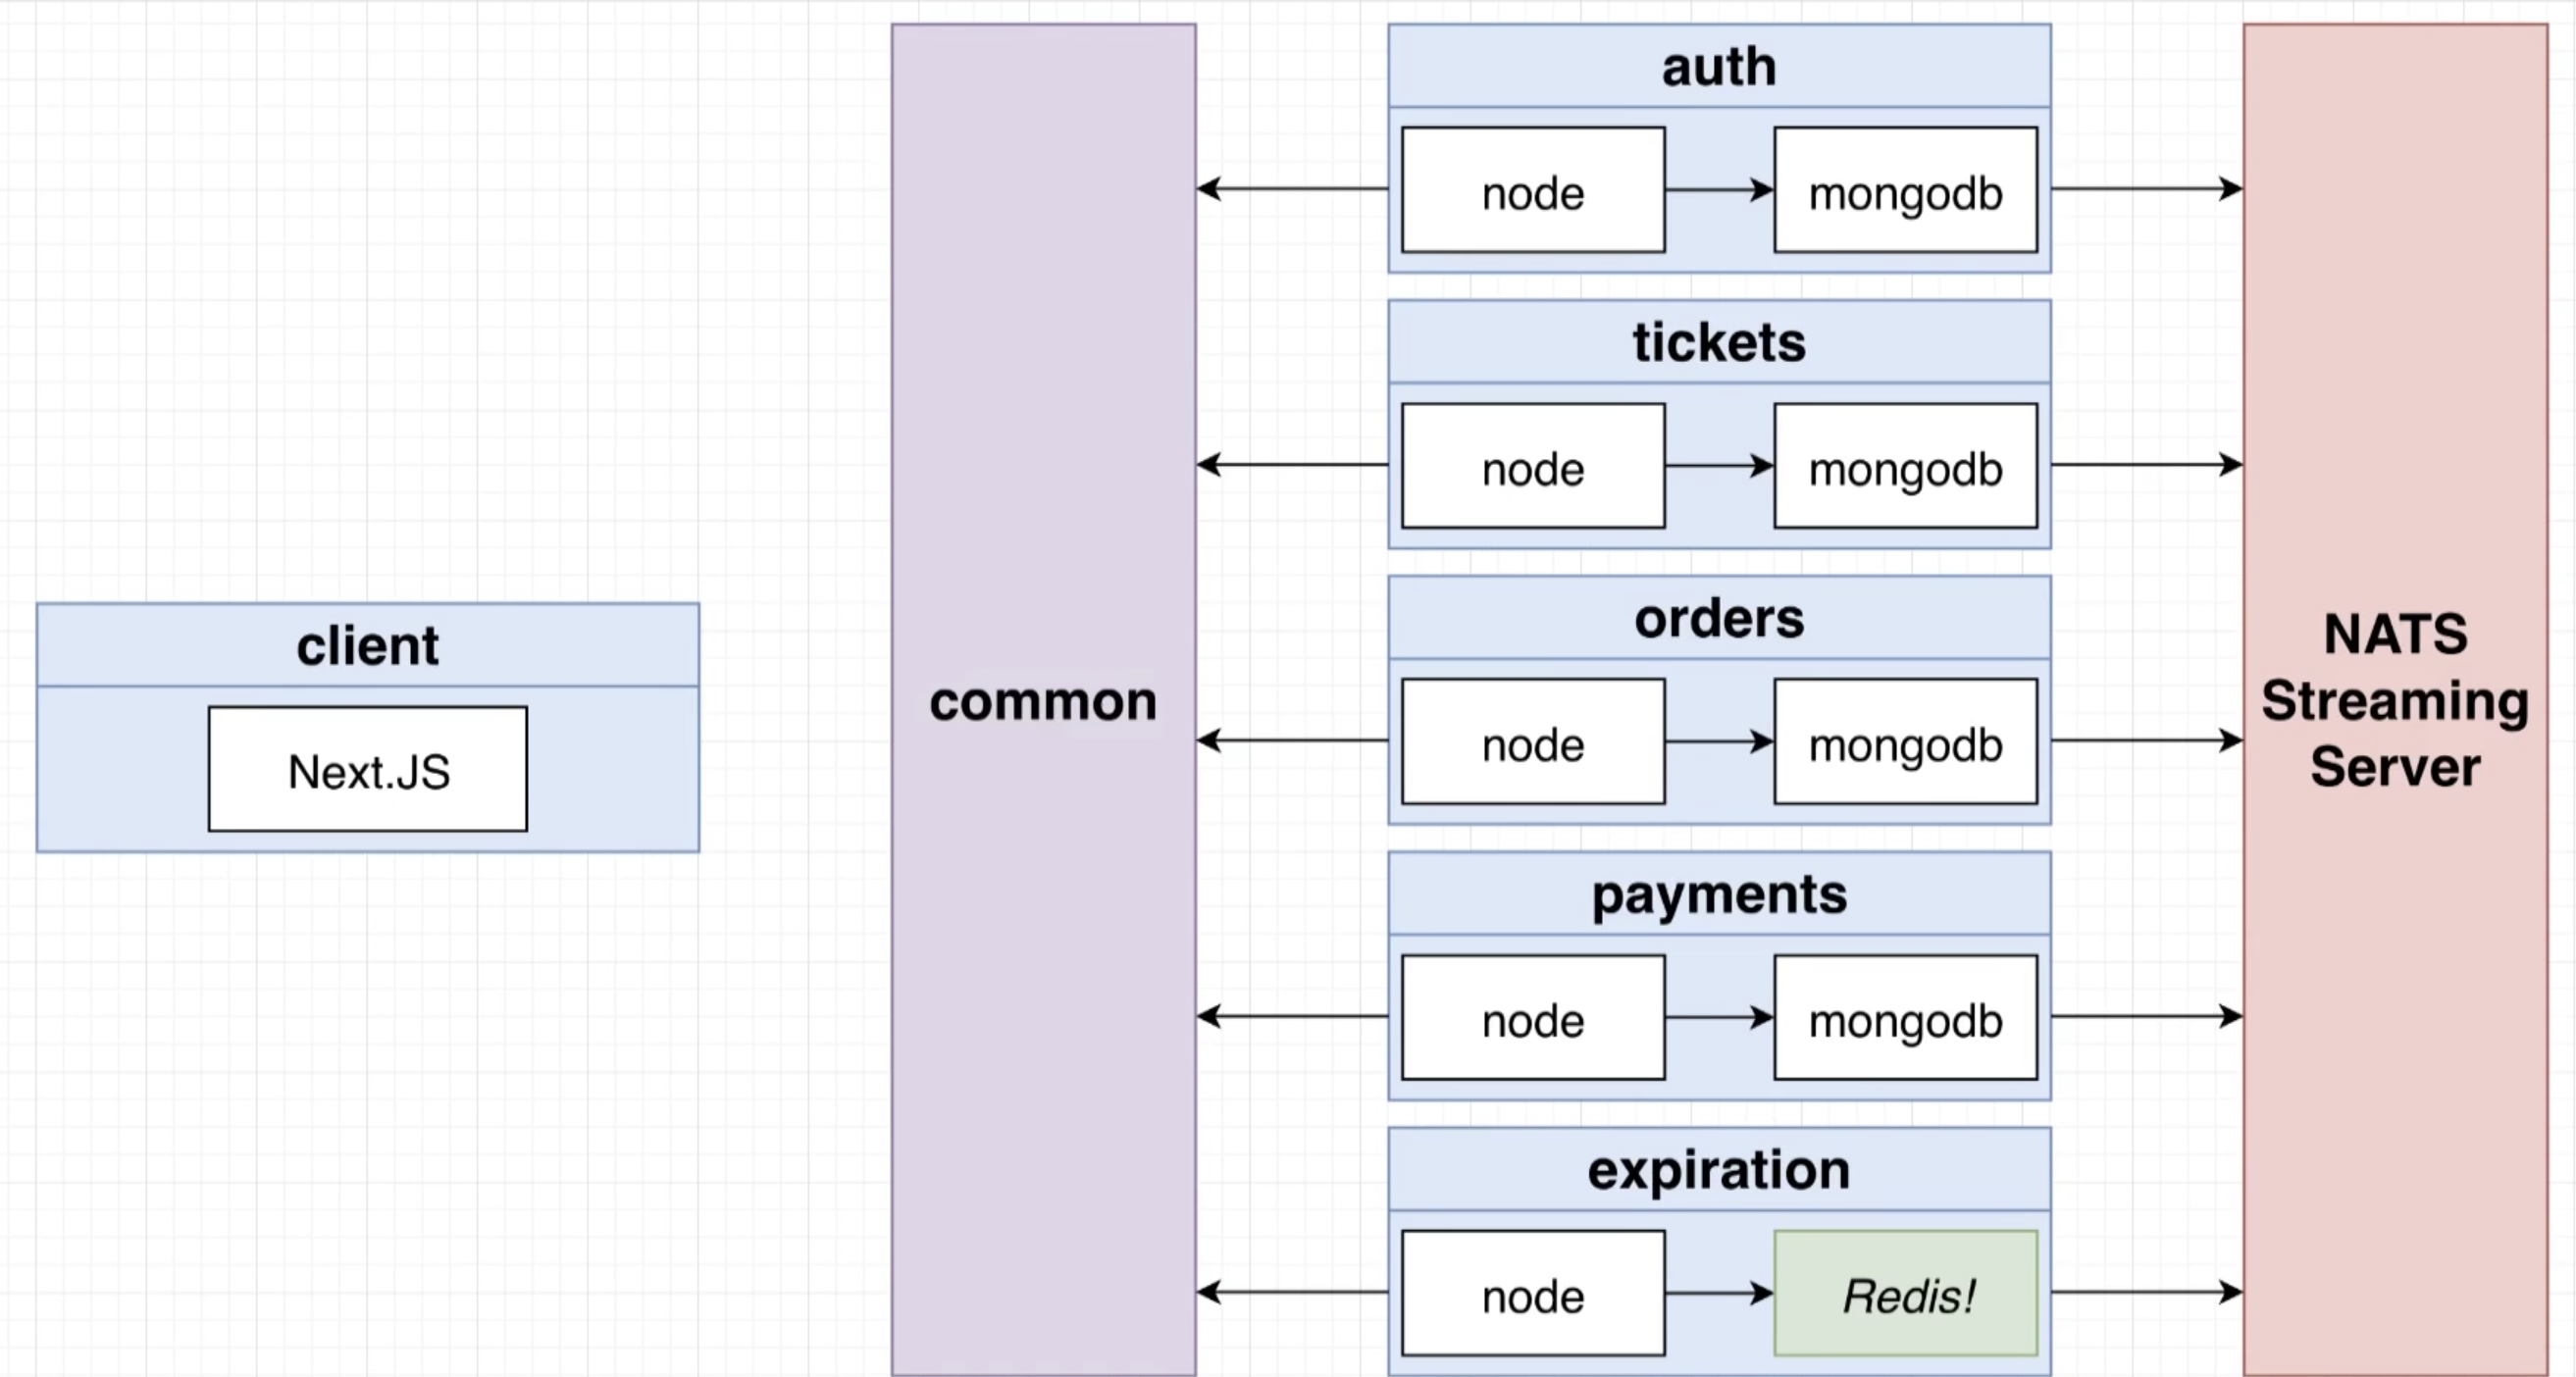 client
Next.JS
common
auth
node
mongodb
tickets
node
mongodb
orders
node
mongodb
payments
node
mongodb
expiration
node
Redis!
NATS
Streaming
Server